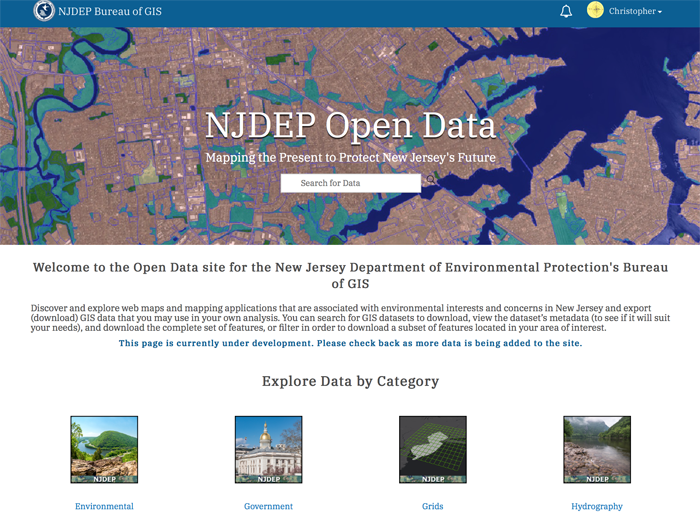 NJDEP Bureau of GIS
Christopher
NJDEP Open Data
Mapping the Present to Protect New Jersey's Future
Search for Data
Welcome to the Open Data site for the New Jersey Department of Environmental Protection's Bureau
of GIS
Discover and explore web maps and mapping applications that are associated with environmental interests and concerns in New Jersey and export
(download) GIS data that you may use in your own analysis. You can search for GIS datasets to download, view the dataset's metadata (to see if it will suit
your needs), and download the complete set of features, or filter in order to download a subset of features located in your area of interest.
This page is currently under development. Please check back as more data is being added to the site.
Explore Data by Category
NJDEP NJDEP NJDEP NJDEP
Environmental Government Grids Hydrography